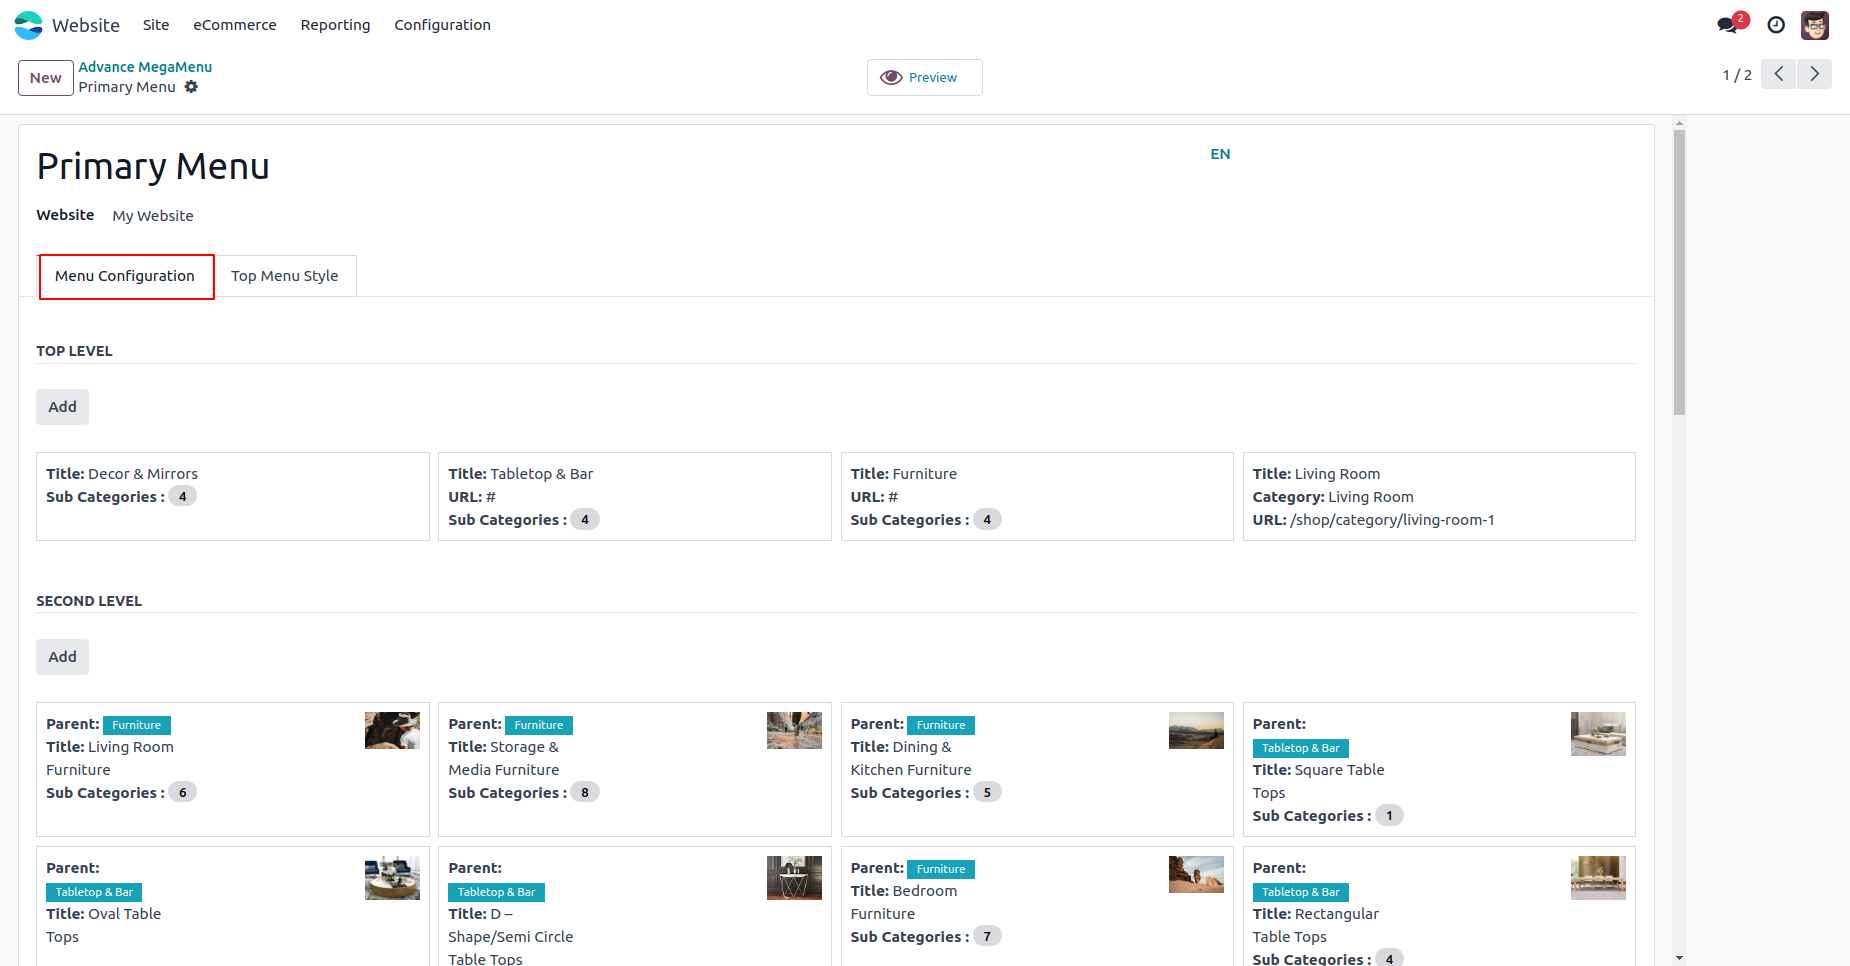 Website Site eCommerce Reporting Configuration 2
New Advance MegaMenu
Primary Menu
Preview
1 / 2
Primary Menu
EN
Website My Website
Menu Configuration Top Menu Style
TOP LEVEL
Add
Title: Decor & Mirrors
Sub Categories : 4
Title: Tabletop & Bar
URL: #
Sub Categories : 4
Title: Furniture
URL: #
Sub Categories : 4
Title: Living Room
Category: Living Room
URL: /shop/category/living-room-1
SECOND LEVEL
Add
Parent: Furniture
Title: Living Room
Furniture
Sub Categories : 6
Parent: Furniture
Title: Storage &
Media Furniture
Sub Categories : 8
Parent: Furniture
Title: Dining &
Kitchen Furniture
Sub Categories : 5
Parent:
Tabletop & Bar
Title: Square Table
Tops
Sub Categories : 1
Parent:
Tabletop & Bar
Title: Oval Table
Tops
Parent:
Tabletop & Bar
Title: D –
Shape/Semi Circle
Table Tops
Parent: Furniture
Title: Bedroom
Furniture
Sub Categories : 7
Parent:
Tabletop & Bar
Title: Rectangular
Table Tops
Sub Categories : 4